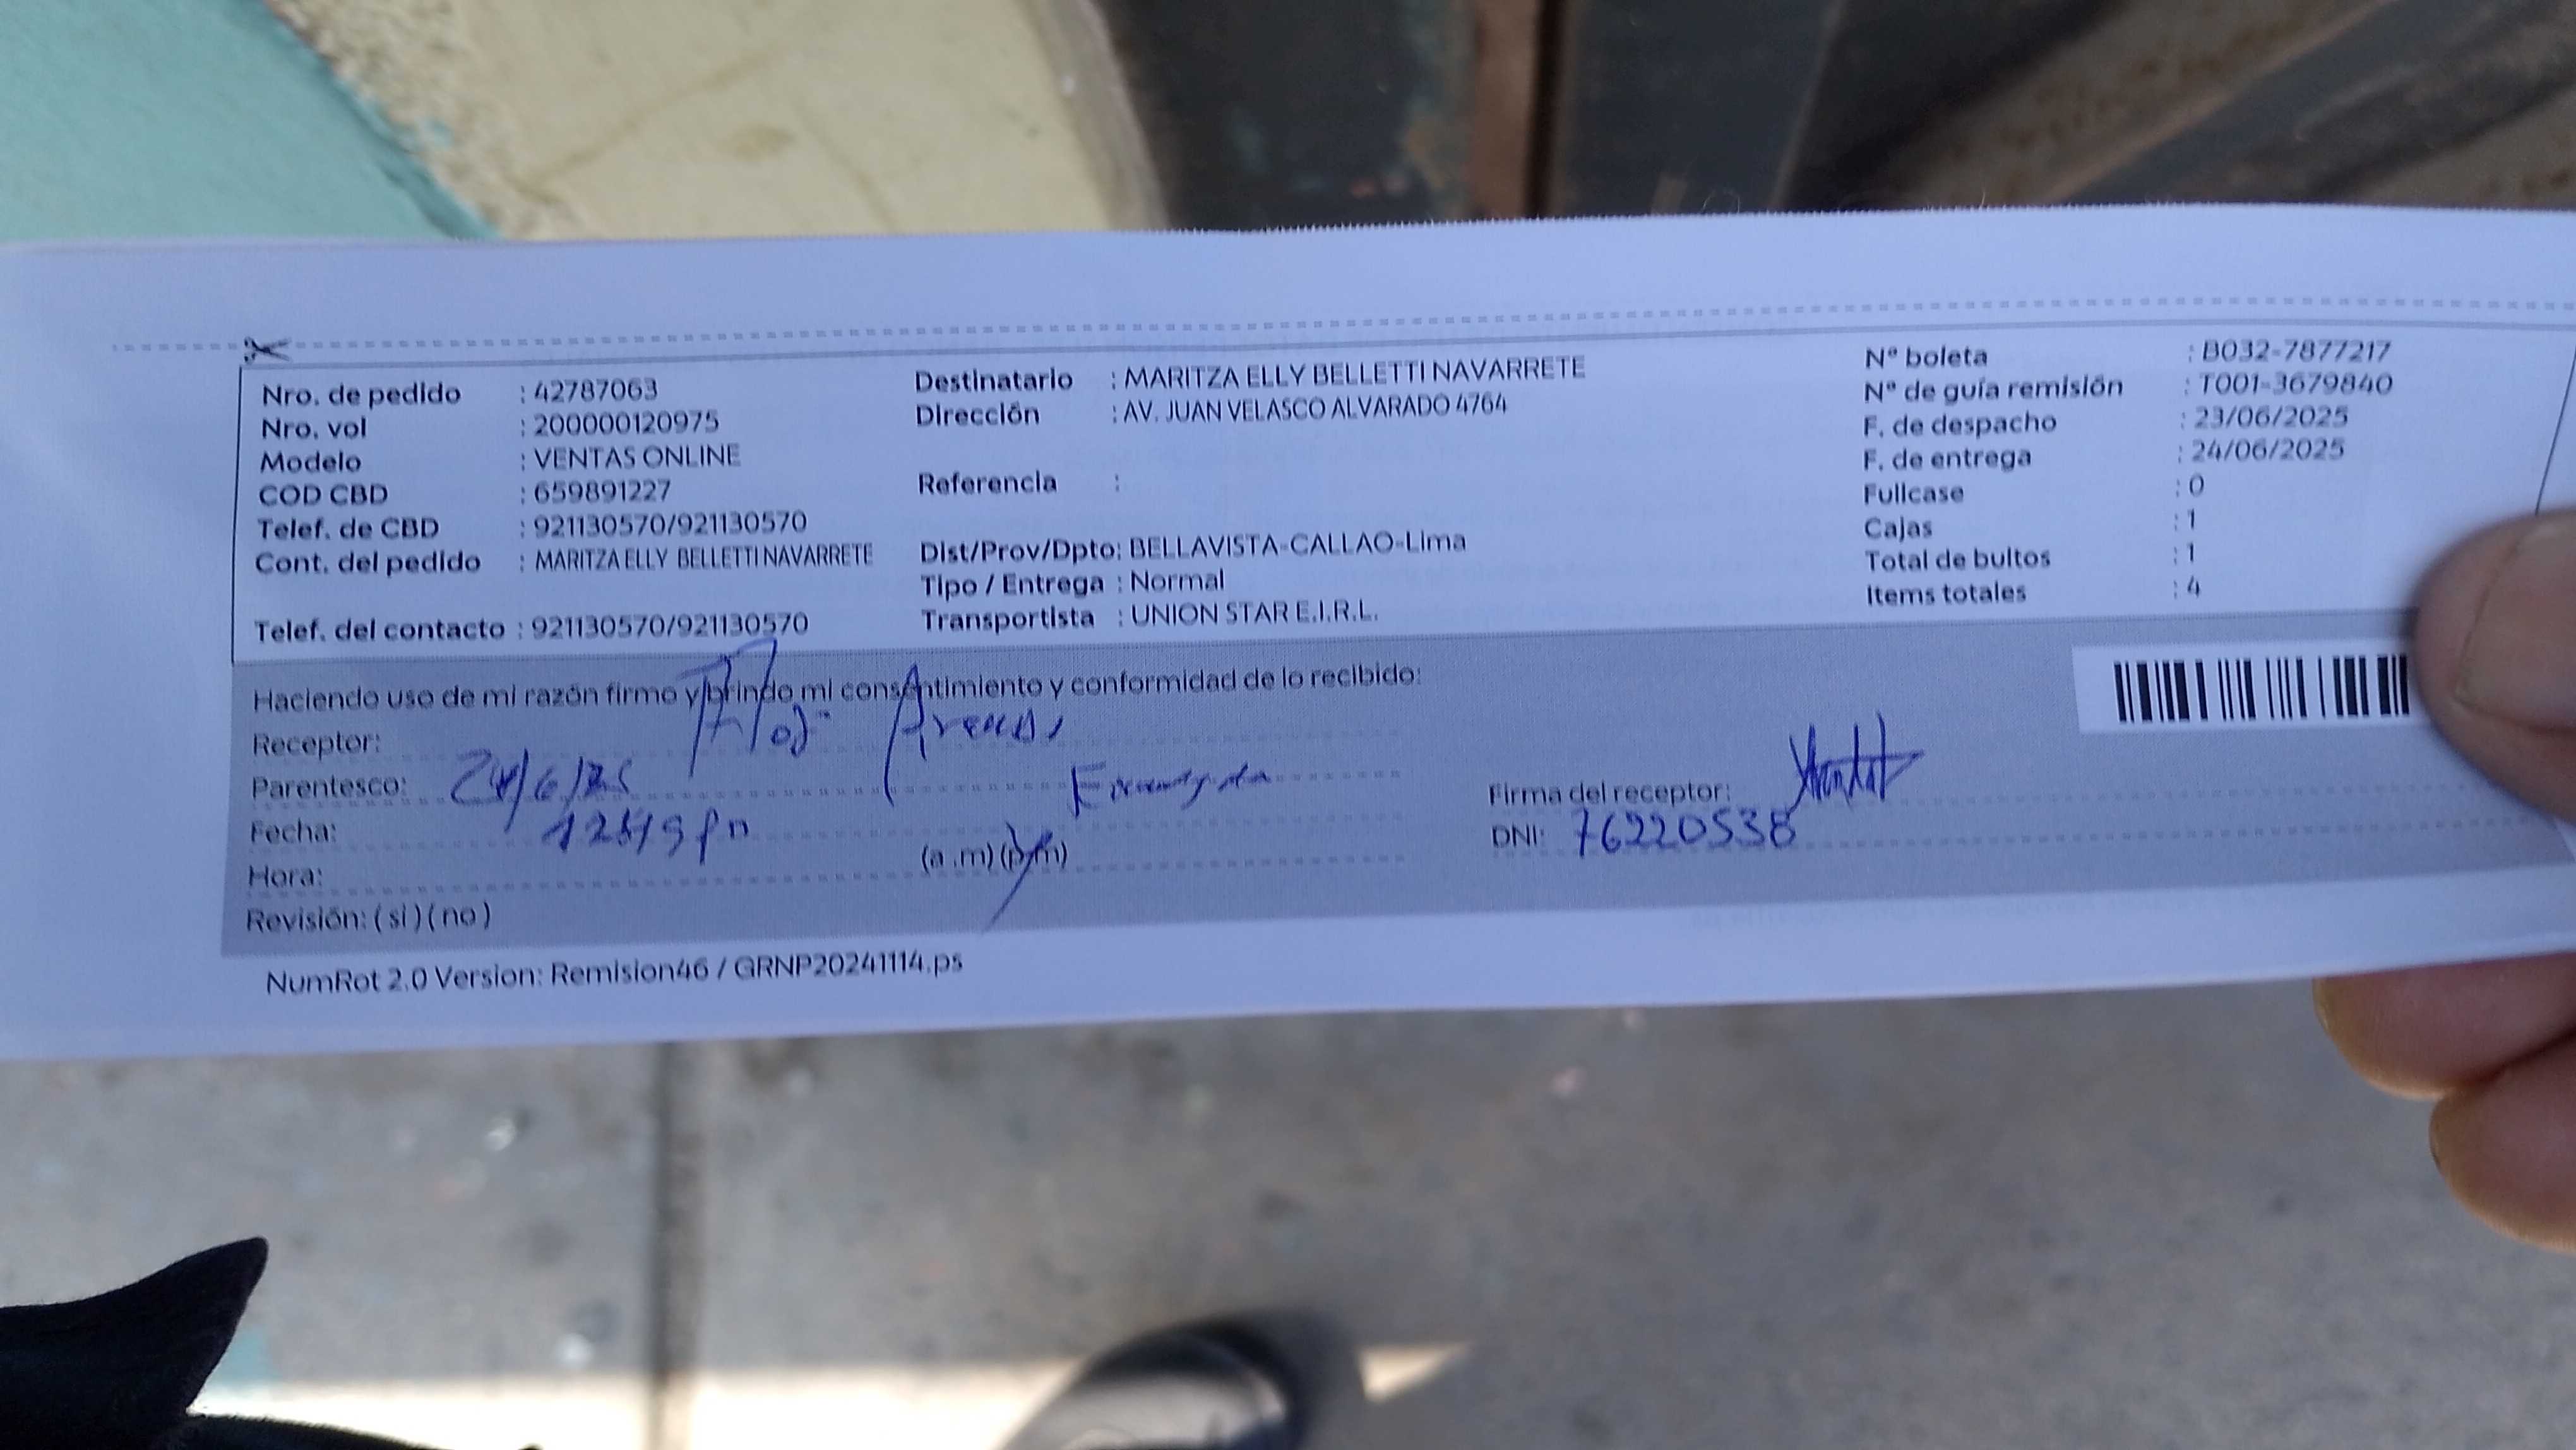 Nro. de pedido : 42787063
Nro. vol : 200000120975
Modelo : VENTAS ONLINE
COD CBD : 659891227
Telef. de CBD : 921130570/921130570
Cont. del pedido : MARITZA ELLY BELLETTI NAVARRETE
Telef. del contacto : 921130570/921130570
Destinatario : MARITZA ELLY BELLETTI NAVARRETE
Dirección : AV. JUAN VELASCO ALVARADO 4764
Referencia :
Dist/Prov/Dpto: BELLAVISTA-CALLAO-Lima
Tipo / Entrega : Normal
Transportista : UNION STAR E.I.R.L.
Nº boleta : B032-7877217
Nº de guía remisión : T001-3679840
F. de despacho : 23/06/2025
F. de entrega : 24/06/2025
Fullcase : 0
Cajas : 1
Total de bultos : 1
Items totales : 4
Haciendo uso de mi razón firmo y brindo mi consentimiento y conformidad de lo recibido:
Receptor: Arenas
Parentesco: 24/6/25
Fecha:
Hora: (a.m)(p.m)
Revisión: (si)(no)
Firma del receptor:
DNI: 76220538
NumRot 2.0 Version: Remision46 / GRNP20241114.ps